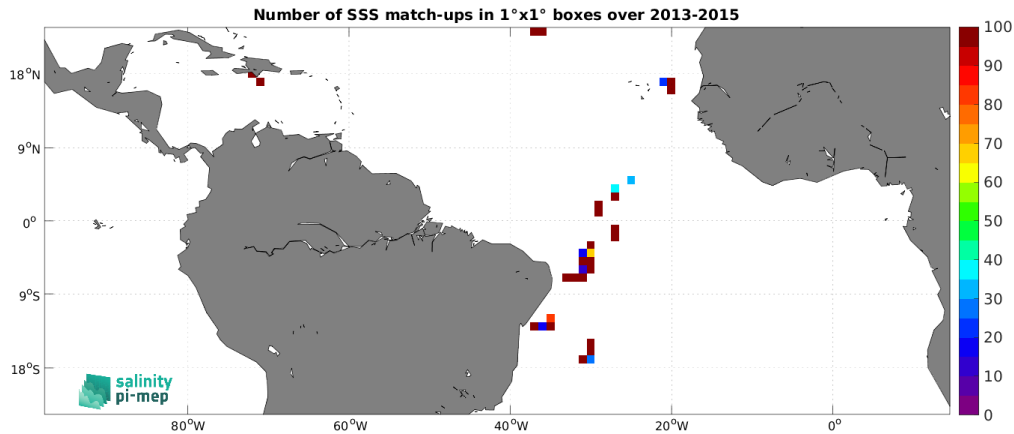 Number of SSS match-ups in 1°x1° boxes over 2013-2015
18°N
9°N
0°
9°S
18°S
80°W
60°W
40°W
20°W
0°
100
90
80
70
60
50
40
30
20
10
0
salinity
pi-mep